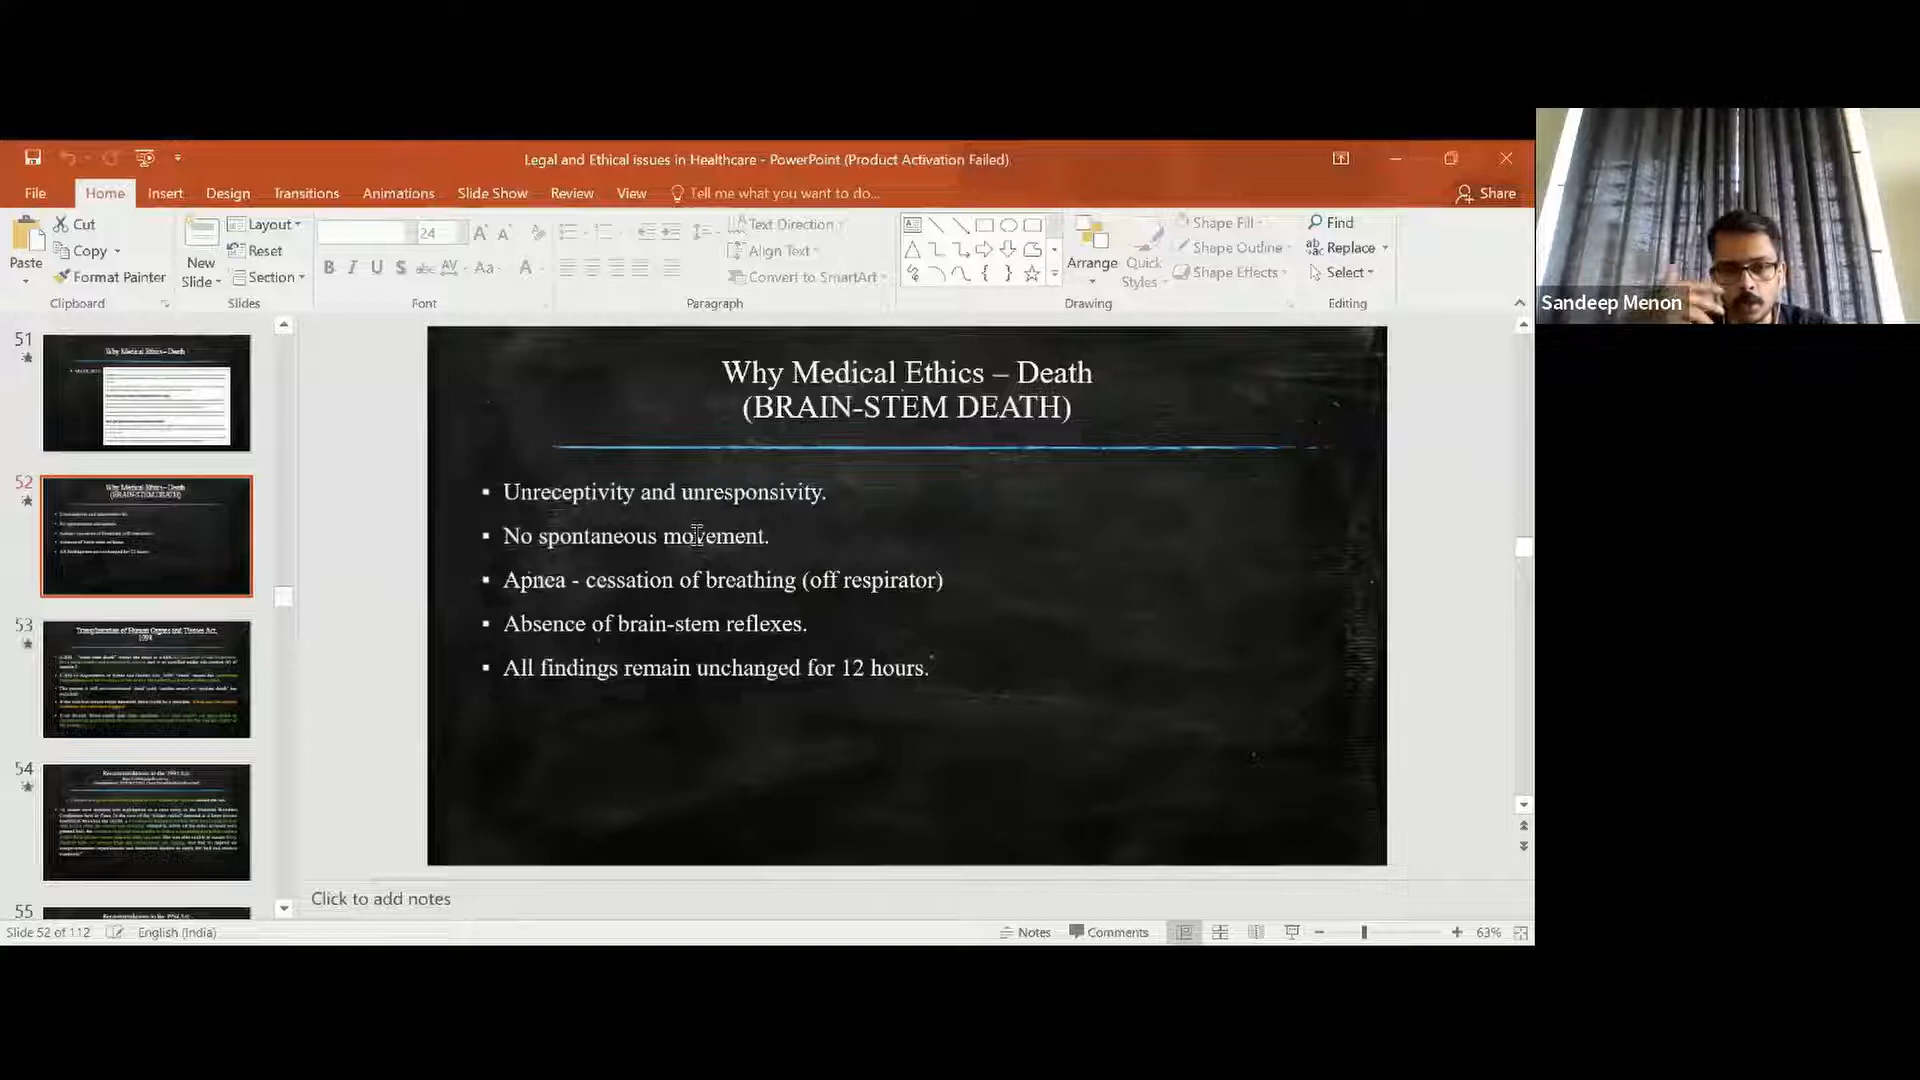 Legal and Ethical issues in Healthcare - PowerPoint (Product Activation Failed)
File Home Insert Design Transitions Animations Slide Show Review View Tell me what you want to do... Share
Paste
Cut
Copy
Format Painter
Clipboard
New
Slide
Layout
Reset
Section
Slides
24
B I U S abc AV Aa A
Font
Text Direction
Align Text
Convert to SmartArt
Paragraph
Arrange
Quick
Styles
Shape Fill
Shape Outline
Shape Effects
Drawing
Find
Replace
Select
Editing
Sandeep Menon
51
Why Medical Ethics – Death
52
Why Medical Ethics – Death
(BRAIN-STEM DEATH)
53
Transplantation of Human Organs and Tissues Act,
1994
54
55
Why Medical Ethics – Death
(BRAIN-STEM DEATH)
▪ Unreceptivity and unresponsivity.
▪ No spontaneous movement.
▪ Apnea - cessation of breathing (off respirator)
▪ Absence of brain-stem reflexes.
▪ All findings remain unchanged for 12 hours.
Click to add notes
Slide 52 of 112 English (India) Notes Comments 63%